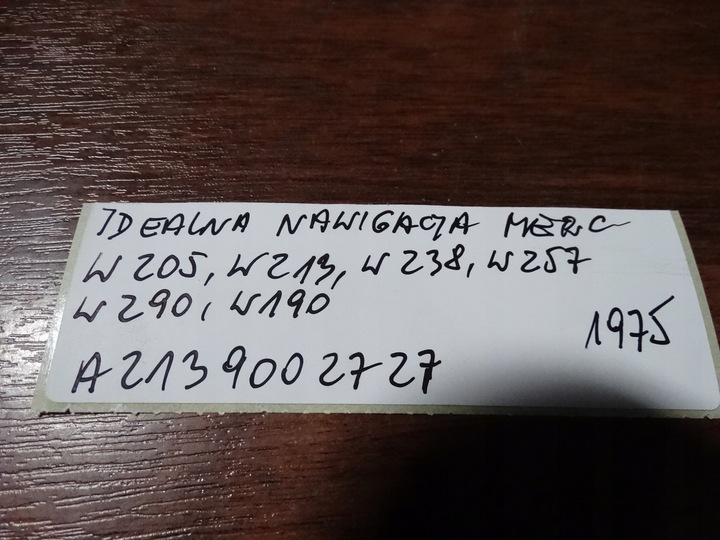 IDEALNA NAWIGACJA MERC
W205, W213, W238, W257
W290, W190
1975
A2139002727